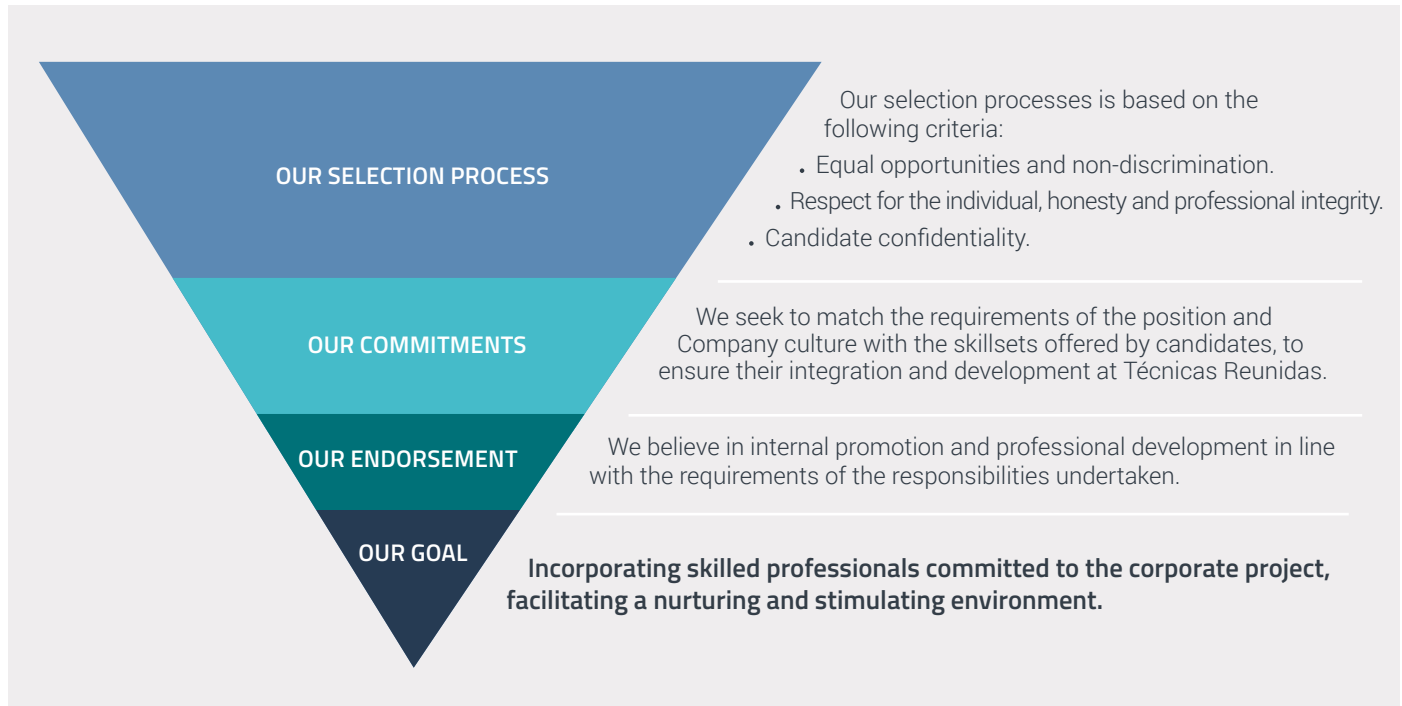 OUR SELECTION PROCESS
Our selection processes is based on the
following criteria:
• Equal opportunities and non-discrimination.
• Respect for the individual, honesty and professional integrity.
• Candidate confidentiality.
OUR COMMITMENTS
We seek to match the requirements of the position and
Company culture with the skillsets offered by candidates, to
ensure their integration and development at Técnicas Reunidas.
OUR ENDORSEMENT
We believe in internal promotion and professional development in line
with the requirements of the responsibilities undertaken.
OUR GOAL
Incorporating skilled professionals committed to the corporate project,
facilitating a nurturing and stimulating environment.